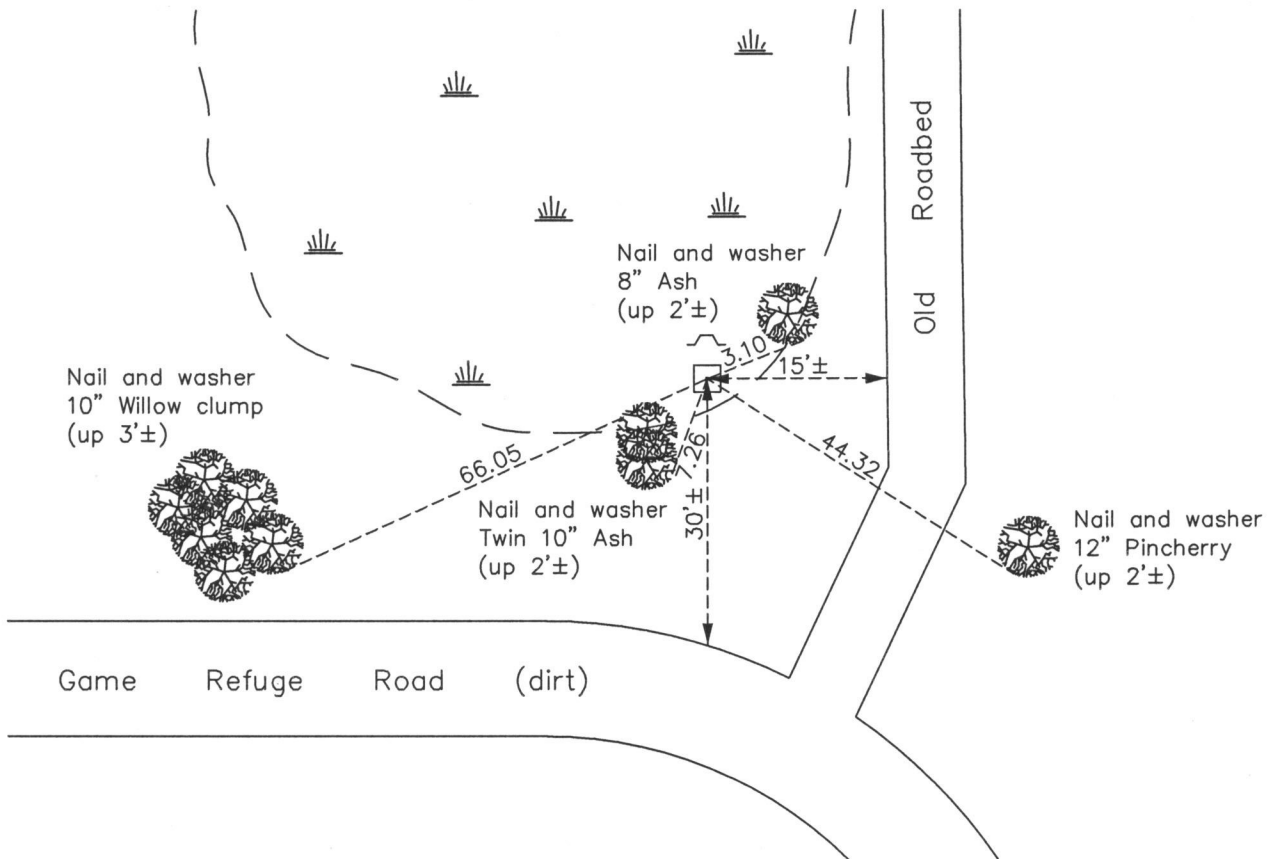 Old Roadbed
Nail and washer
8" Ash
(up 2'±)
3.10
15'±
Nail and washer
10" Willow clump
(up 3'±)
66.05
7.26
30'±
44.32
Nail and washer
Twin 10" Ash
(up 2'±)
Nail and washer
12" Pincherry
(up 2'±)
Game Refuge Road (dirt)